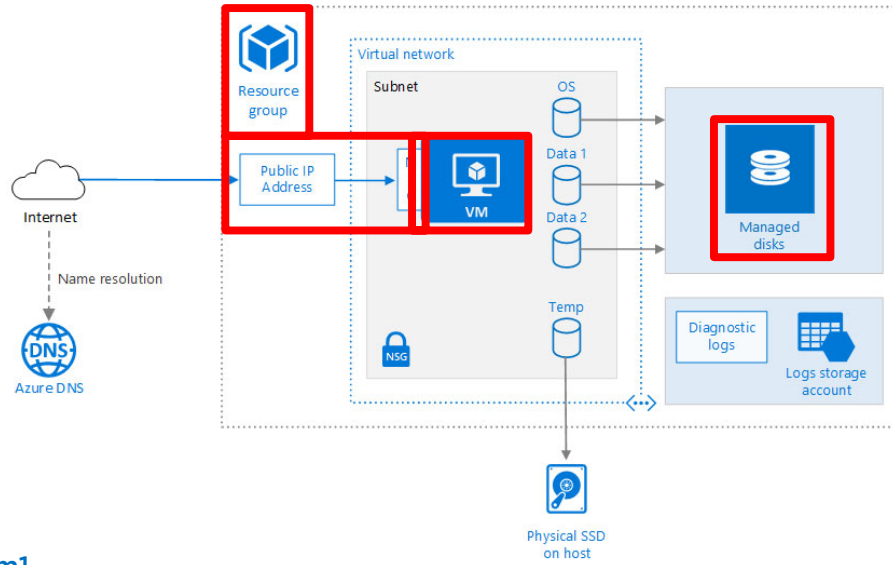 Resource
group
Virtual network
Subnet
OS
Data 1
Data 2
Temp
Public IP
Address
VM
NSG
Internet
Name resolution
DNS
Azure DNS
Managed
disks
Diagnostic
logs
Logs storage
account
Physical SSD
on host